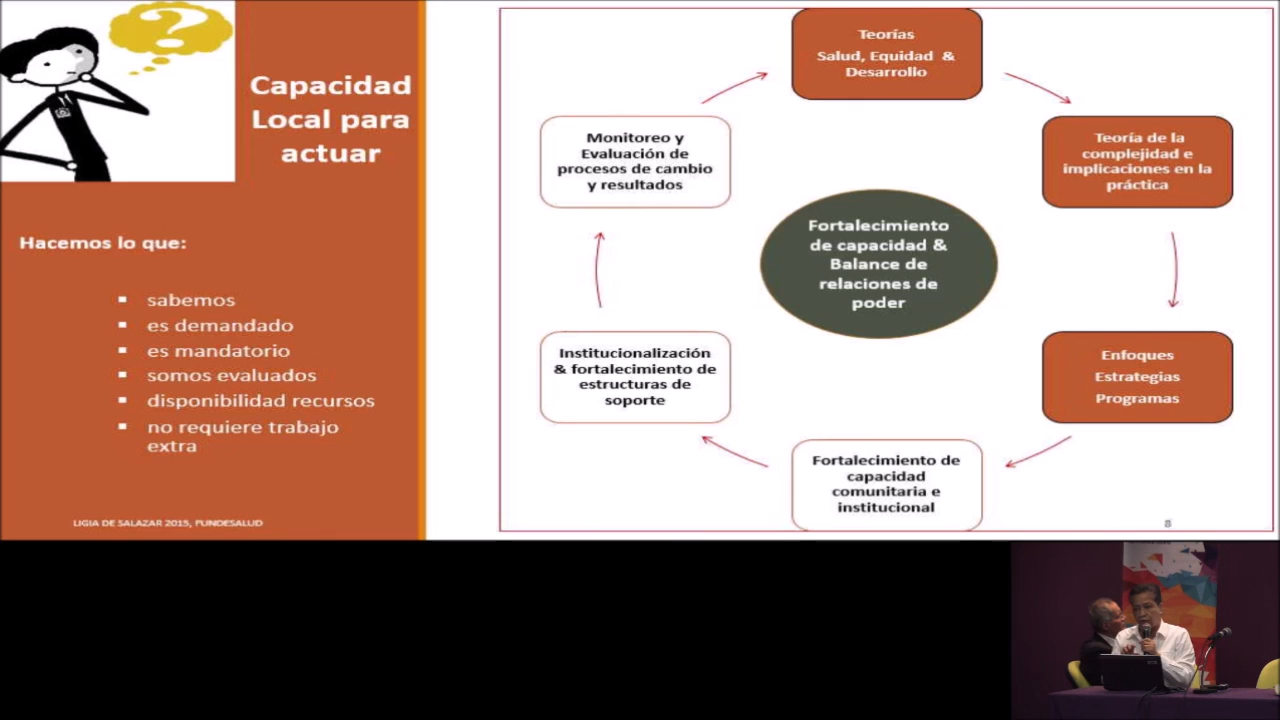 Capacidad
Local para
actuar
Hacemos lo que:
sabemos
es demandado
es mandatorio
somos evaluados
disponibilidad recursos
no requiere trabajo
extra
LIGIA DE SALAZAR 2015, FUNDESALUD
Teorías
Salud, Equidad &
Desarrollo
Teoría de la
complejidad e
implicaciones en la
práctica
Enfoques
Estrategias
Programas
Fortalecimiento de
capacidad
comunitaria e
institucional
Institucionalización
& fortalecimiento de
estructuras de
soporte
Monitoreo y
Evaluación de
procesos de cambio
y resultados
Fortalecimiento
de capacidad &
Balance de
relaciones de
poder
8